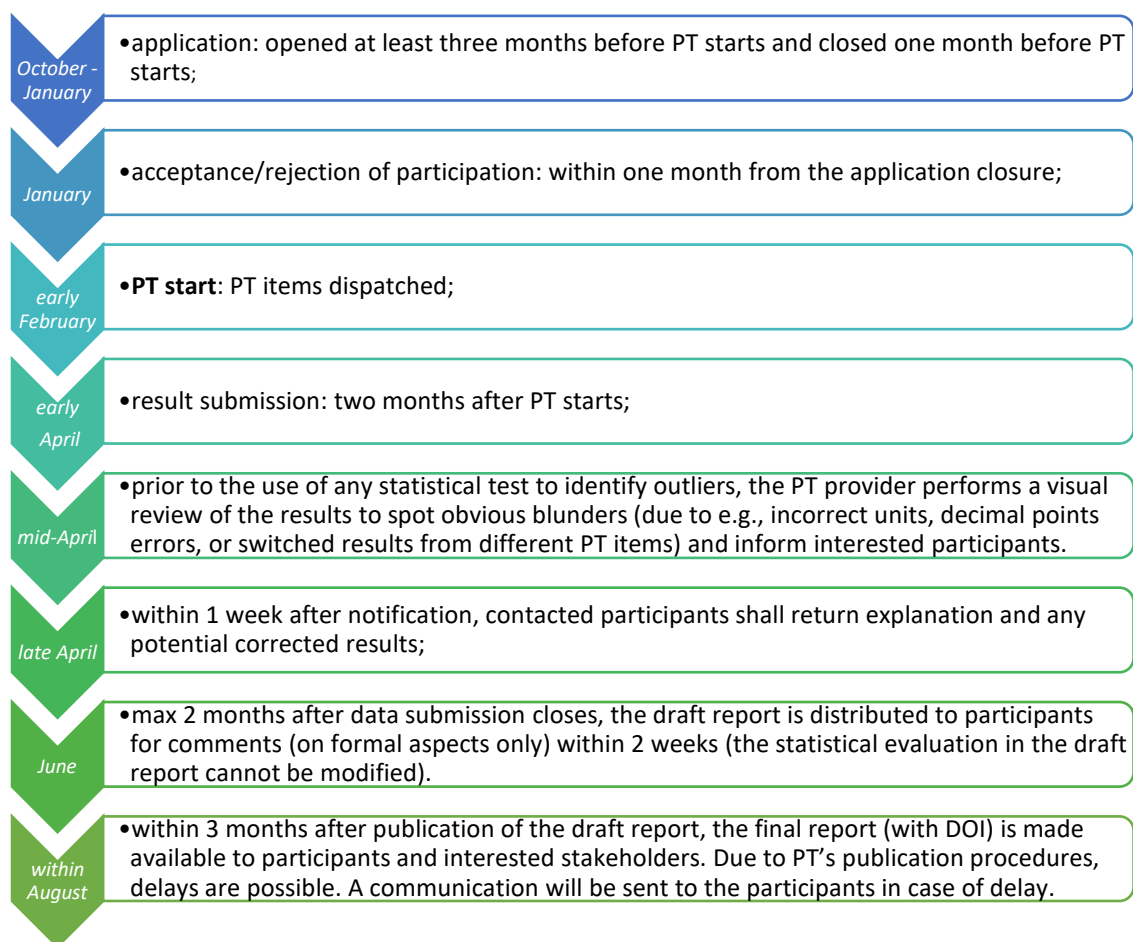 October -
January
•application: opened at least three months before PT starts and closed one month before PT
starts;
January
•acceptance/rejection of participation: within one month from the application closure;
early
February
•PT start: PT items dispatched;
early
April
•result submission: two months after PT starts;
mid-April
•prior to the use of any statistical test to identify outliers, the PT provider performs a visual
review of the results to spot obvious blunders (due to e.g., incorrect units, decimal points
errors, or switched results from different PT items) and inform interested participants.
late April
•within 1 week after notification, contacted participants shall return explanation and any
potential corrected results;
June
•max 2 months after data submission closes, the draft report is distributed to participants
for comments (on formal aspects only) within 2 weeks (the statistical evaluation in the draft
report cannot be modified).
within
August
•within 3 months after publication of the draft report, the final report (with DOI) is made
available to participants and interested stakeholders. Due to PT’s publication procedures,
delays are possible. A communication will be sent to the participants in case of delay.